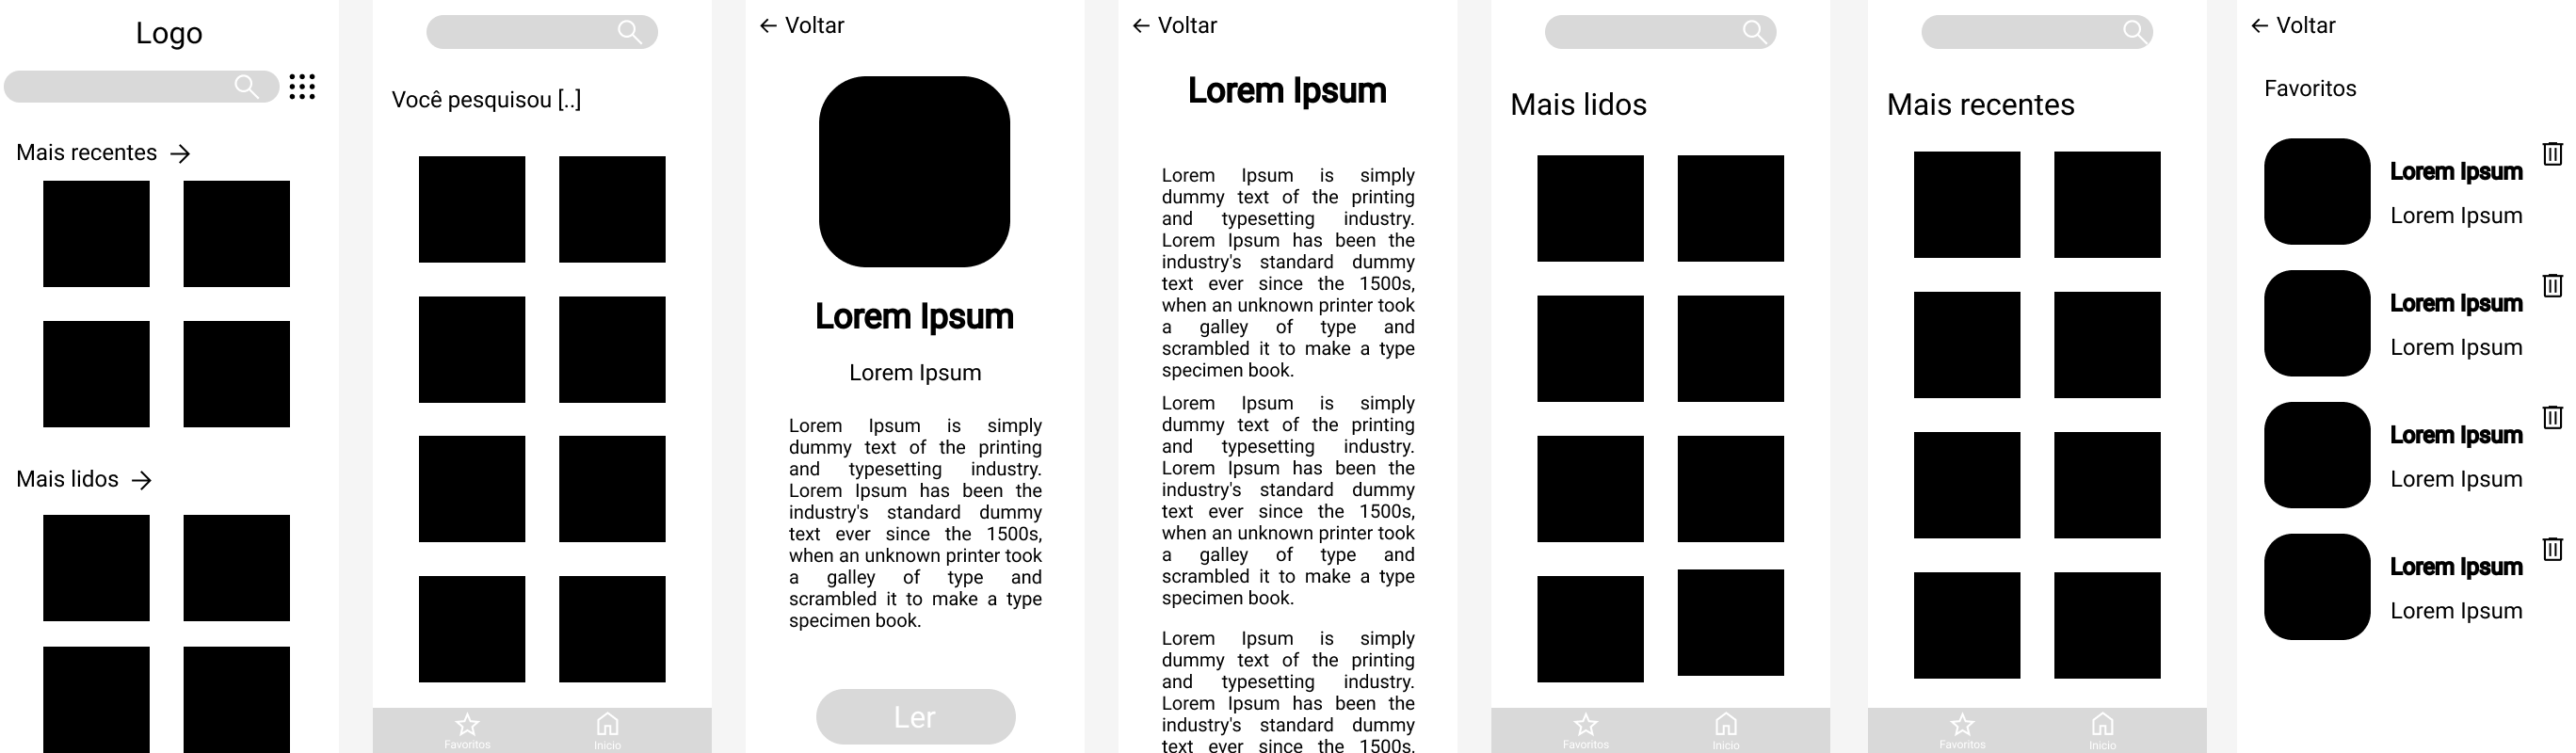 Logo
Mais recentes
Mais lidos
Você pesquisou [..]
Favoritos
Inicio
Voltar
Lorem Ipsum
Lorem Ipsum
Lorem Ipsum is simply
dummy text of the printing
and typesetting industry.
Lorem Ipsum has been the
industry's standard dummy
text ever since the 1500s,
when an unknown printer took
a galley of type and
scrambled it to make a type
specimen book.
Ler
Voltar
Lorem Ipsum
Lorem Ipsum is simply
dummy text of the printing
and typesetting industry.
Lorem Ipsum has been the
industry's standard dummy
text ever since the 1500s,
when an unknown printer took
a galley of type and
scrambled it to make a type
specimen book.
Lorem Ipsum is simply
dummy text of the printing
and typesetting industry.
Lorem Ipsum has been the
industry's standard dummy
text ever since the 1500s,
when an unknown printer took
a galley of type and
scrambled it to make a type
specimen book.
Lorem Ipsum is simply
dummy text of the printing
and typesetting industry.
Lorem Ipsum has been the
industry's standard dummy
text ever since the 1500s,
Mais lidos
Favoritos
Inicio
Mais recentes
Favoritos
Inicio
Voltar
Favoritos
Lorem Ipsum
Lorem Ipsum
Lorem Ipsum
Lorem Ipsum
Lorem Ipsum
Lorem Ipsum
Lorem Ipsum
Lorem Ipsum